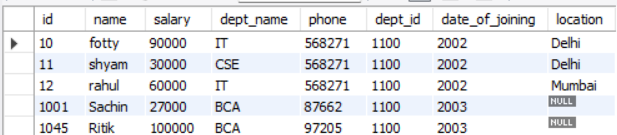 id name salary dept_name phone dept_id date_of_joining location
10 fotty 90000 IT 568271 1100 2002 Delhi
11 shyam 30000 CSE 568271 1100 2002 Delhi
12 rahul 60000 IT 568271 1100 2002 Mumbai
1001 Sachin 27000 BCA 87662 1100 2003 NULL
1045 Ritik 100000 BCA 97205 1100 2003 NULL